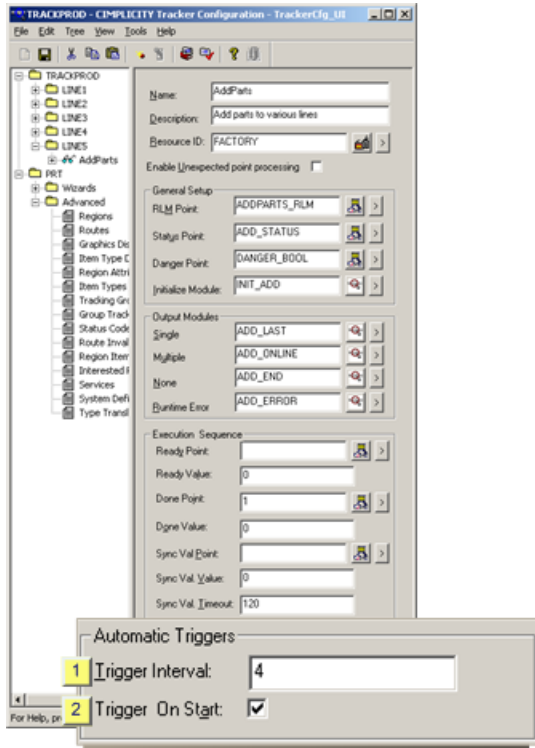 TRACKPROD - CIMPLICITY Tracker Configuration - TrackerCfg_UI
File Edit Tree View Tools Help
TRACKPROD
LINE1
LINE2
LINE3
LINE4
LINE5
AddParts
PRT
Wizards
Advanced
Regions
Routes
Graphics Dis
Item Type D
Region Attri
Item Types
Tracking Gro
Group Track
Status Code
Route Inval
Region Item
Interested P
Services
System Defi
Type Transl
Name: AddParts
Description: Add parts to various lines
Resource ID: FACTORY
Enable Unexpected point processing
General Setup
RLM Point: ADDPARTS_RLM
Status Point: ADD_STATUS
Danger Point: DANGER_BOOL
Initialize Module: INIT_ADD
Output Modules
Single ADD_LAST
Multiple ADD_ONLINE
None ADD_END
Runtime Error ADD_ERROR
Execution Sequence
Ready Point:
Ready Value: 0
Done Point: 1
Done Value: 0
Sync Val Point:
Sync Val. Value: 0
Sync Val. Timeout: 120
Automatic Triggers
1 Trigger Interval: 4
2 Trigger On Start:
For Help, pr